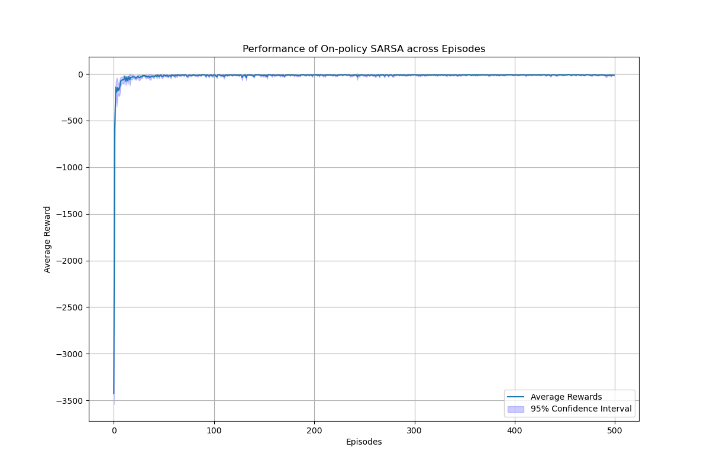 Performance of On-policy SARSA across Episodes
Average Reward
0
−500
−1000
−1500
−2000
−2500
−3000
−3500
0
100
200
300
400
500
Episodes
Average Rewards
95% Confidence Interval